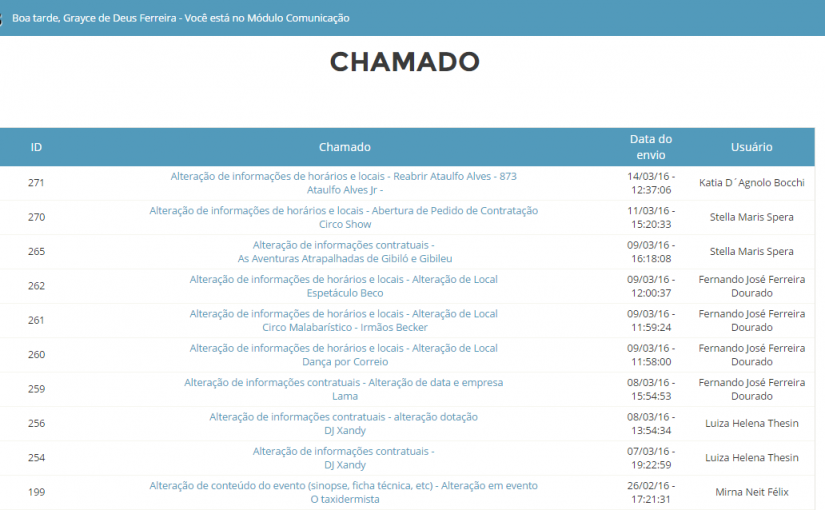 Boa tarde, Grayce de Deus Ferreira - Você está no Módulo Comunicação
CHAMADO
ID Chamado Data do envio Usuário
271 Alteração de informações de horários e locais - Reabrir Ataulfo Alves - 873 14/03/16 - Katia D´Agnolo Bocchi
Ataulfo Alves Jr - 12:37:06
270 Alteração de informações de horários e locais - Abertura de Pedido de Contratação 11/03/16 - Stella Maris Spera
Circo Show 15:20:33
265 Alteração de informações contratuais - 09/03/16 - Stella Maris Spera
As Aventuras Atrapalhadas de Gibiló e Gibileu 16:18:08
262 Alteração de informações de horários e locais - Alteração de Local 09/03/16 - Fernando José Ferreira
Espetáculo Beco 12:00:37 Dourado
261 Alteração de informações de horários e locais - Alteração de Local 09/03/16 - Fernando José Ferreira
Circo Malabarístico - Irmãos Becker 11:59:24 Dourado
260 Alteração de informações de horários e locais - Alteração de Local 09/03/16 - Fernando José Ferreira
Dança por Correio 11:58:00 Dourado
259 Alteração de informações contratuais - Alteração de data e empresa 08/03/16 - Fernando José Ferreira
Lama 15:54:53 Dourado
256 Alteração de informações contratuais - alteração dotação 08/03/16 - Luiza Helena Thesin
DJ Xandy 13:54:34
254 Alteração de informações contratuais - 07/03/16 - Luiza Helena Thesin
DJ Xandy 19:22:59
199 Alteração de conteúdo do evento (sinopse, ficha técnica, etc) - Alteração em evento 26/02/16 - Mirna Neit Félix
O taxidermista 17:21:31